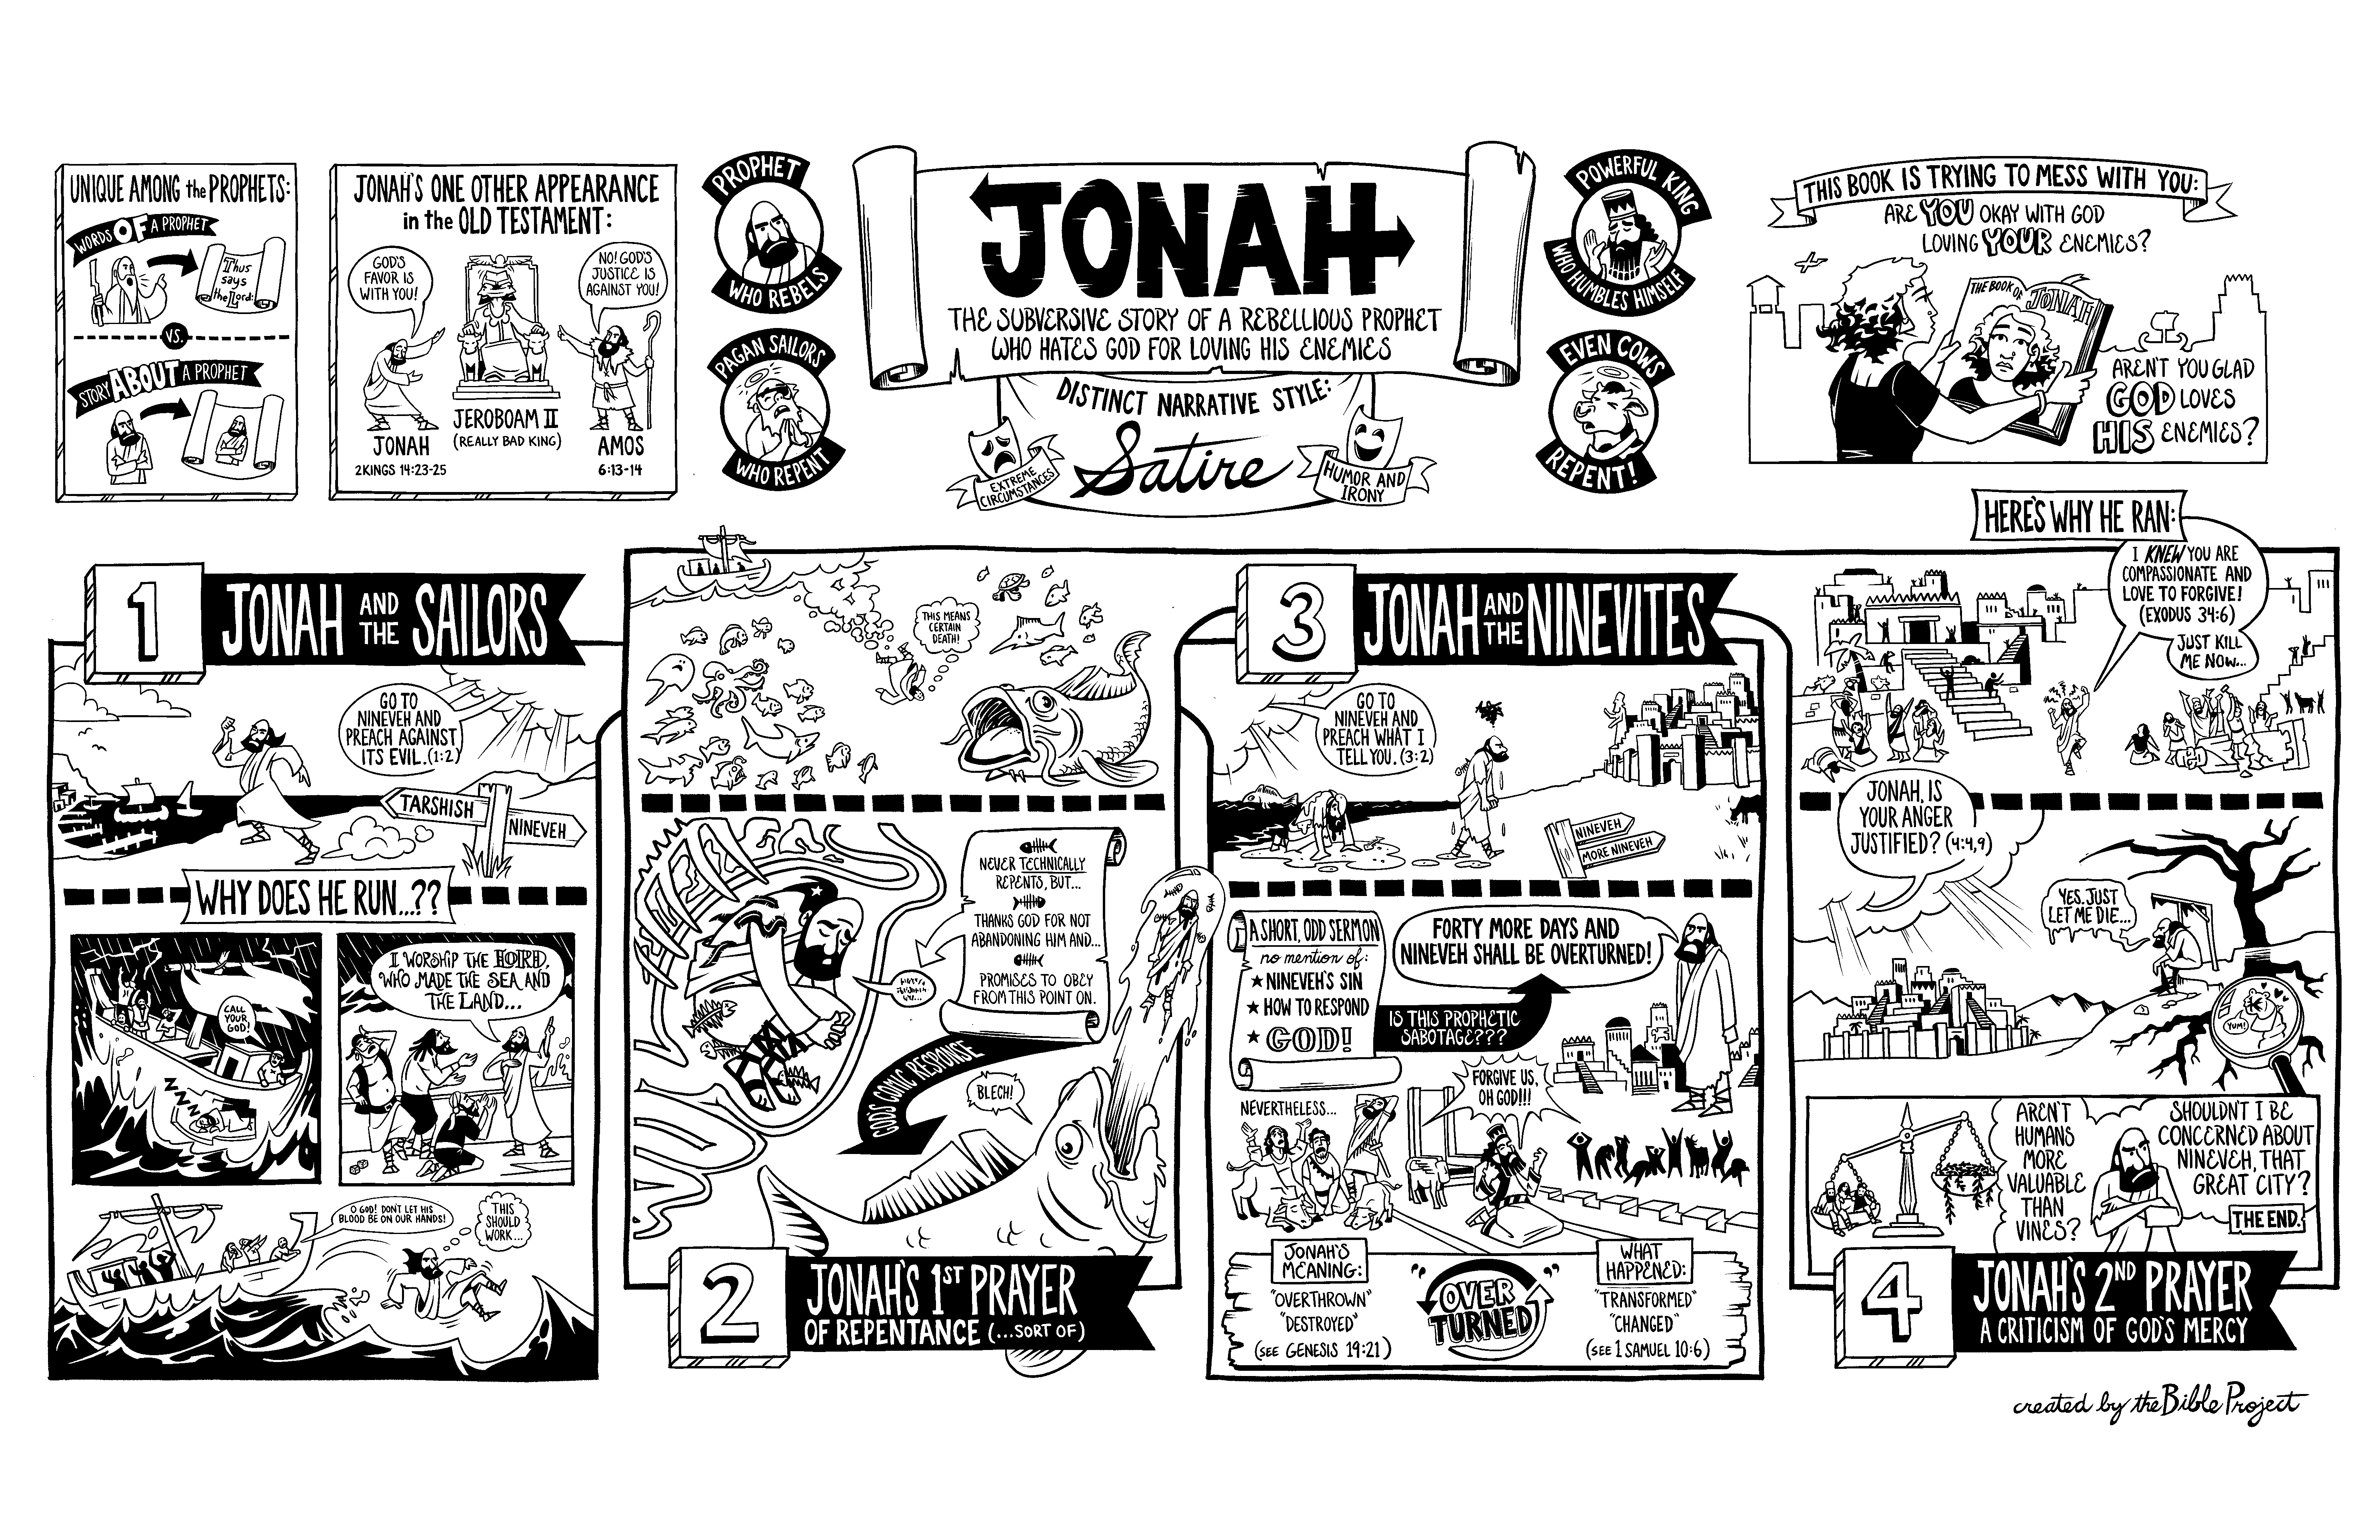 UNIQUE AMONG the PROPHETS:
WORDS OF A PROPHET
Thus
says
the Lord:
VS.
STORY ABOUT A PROPHET
JONAH'S ONE OTHER APPEARANCE
in the OLD TESTAMENT:
GOD'S
FAVOR IS
WITH YOU!
NO! GOD'S
JUSTICE IS
AGAINST YOU!
JONAH
2KINGS 14:23-25
JEROBOAM II
(REALLY BAD KING)
AMOS
6:13-14
PROPHET
WHO REBELS
PAGAN SAILORS
WHO REPENT
JONAH
THE SUBVERSIVE STORY OF A REBELLIOUS PROPHET
WHO HATES GOD FOR LOVING HIS ENEMIES
DISTINCT NARRATIVE STYLE:
Satire
EXTREME
CIRCUMSTANCES
HUMOR AND
IRONY
POWERFUL KING
WHO HUMBLES HIMSELF
EVEN COWS
REPENT!
THIS BOOK IS TRYING TO MESS WITH YOU:
ARE YOU OKAY WITH GOD
LOVING YOUR ENEMIES?
THE BOOK OF
JONAH
AREN'T YOU GLAD
GOD LOVES
HIS ENEMIES?
1
JONAH AND THE SAILORS
GO TO
NINEVEH AND
PREACH AGAINST
ITS EVIL. (1:2)
TARSHISH
NINEVEH
WHY DOES HE RUN...??
CALL
YOUR
GOD!
ZZZZZ
I WORSHIP THE LORD,
WHO MADE THE SEA AND
THE LAND...
O GOD! DON'T LET HIS
BLOOD BE ON OUR HANDS!
THIS
SHOULD
WORK...
THIS MEANS
CERTAIN
DEATH!
NEVER TECHNICALLY
REPENTS, BUT...
THANKS GOD FOR NOT
ABANDONING HIM AND...
PROMISES TO OBEY
FROM THIS POINT ON.
GOD'S COMIC RESPONSE
BLECH!
2
JONAH'S 1ST PRAYER
OF REPENTANCE (...SORT OF)
3
JONAH AND THE NINEVITES
GO TO
NINEVEH AND
PREACH WHAT I
TELL YOU. (3:2)
NINEVEH
MORE NINEVEH
A SHORT, ODD SERMON
no mention of:
★ NINEVEH'S SIN
★ HOW TO RESPOND
★ GOD!
FORTY MORE DAYS AND
NINEVEH SHALL BE OVERTURNED!
IS THIS PROPHETIC
SABOTAGE???
NEVERTHELESS...
FORGIVE US,
OH GOD!!!
JONAH'S
MEANING:
"OVERTHROWN"
"DESTROYED"
(SEE GENESIS 19:21)
"OVER
TURNED"
WHAT
HAPPENED:
"TRANSFORMED"
"CHANGED"
(SEE 1 SAMUEL 10:6)
HERE'S WHY HE RAN:
I KNEW YOU ARE
COMPASSIONATE AND
LOVE TO FORGIVE!
(EXODUS 34:6)
JUST KILL
ME NOW...
JONAH, IS
YOUR ANGER
JUSTIFIED? (4:4,9)
YES. JUST
LET ME DIE...
YUM!
AREN'T
HUMANS
MORE
VALUABLE
THAN
VINES?
SHOULDN'T I BE
CONCERNED ABOUT
NINEVEH, THAT
GREAT CITY?
THE END.
4
JONAH'S 2ND PRAYER
A CRITICISM OF GOD'S MERCY
created by the Bible Project